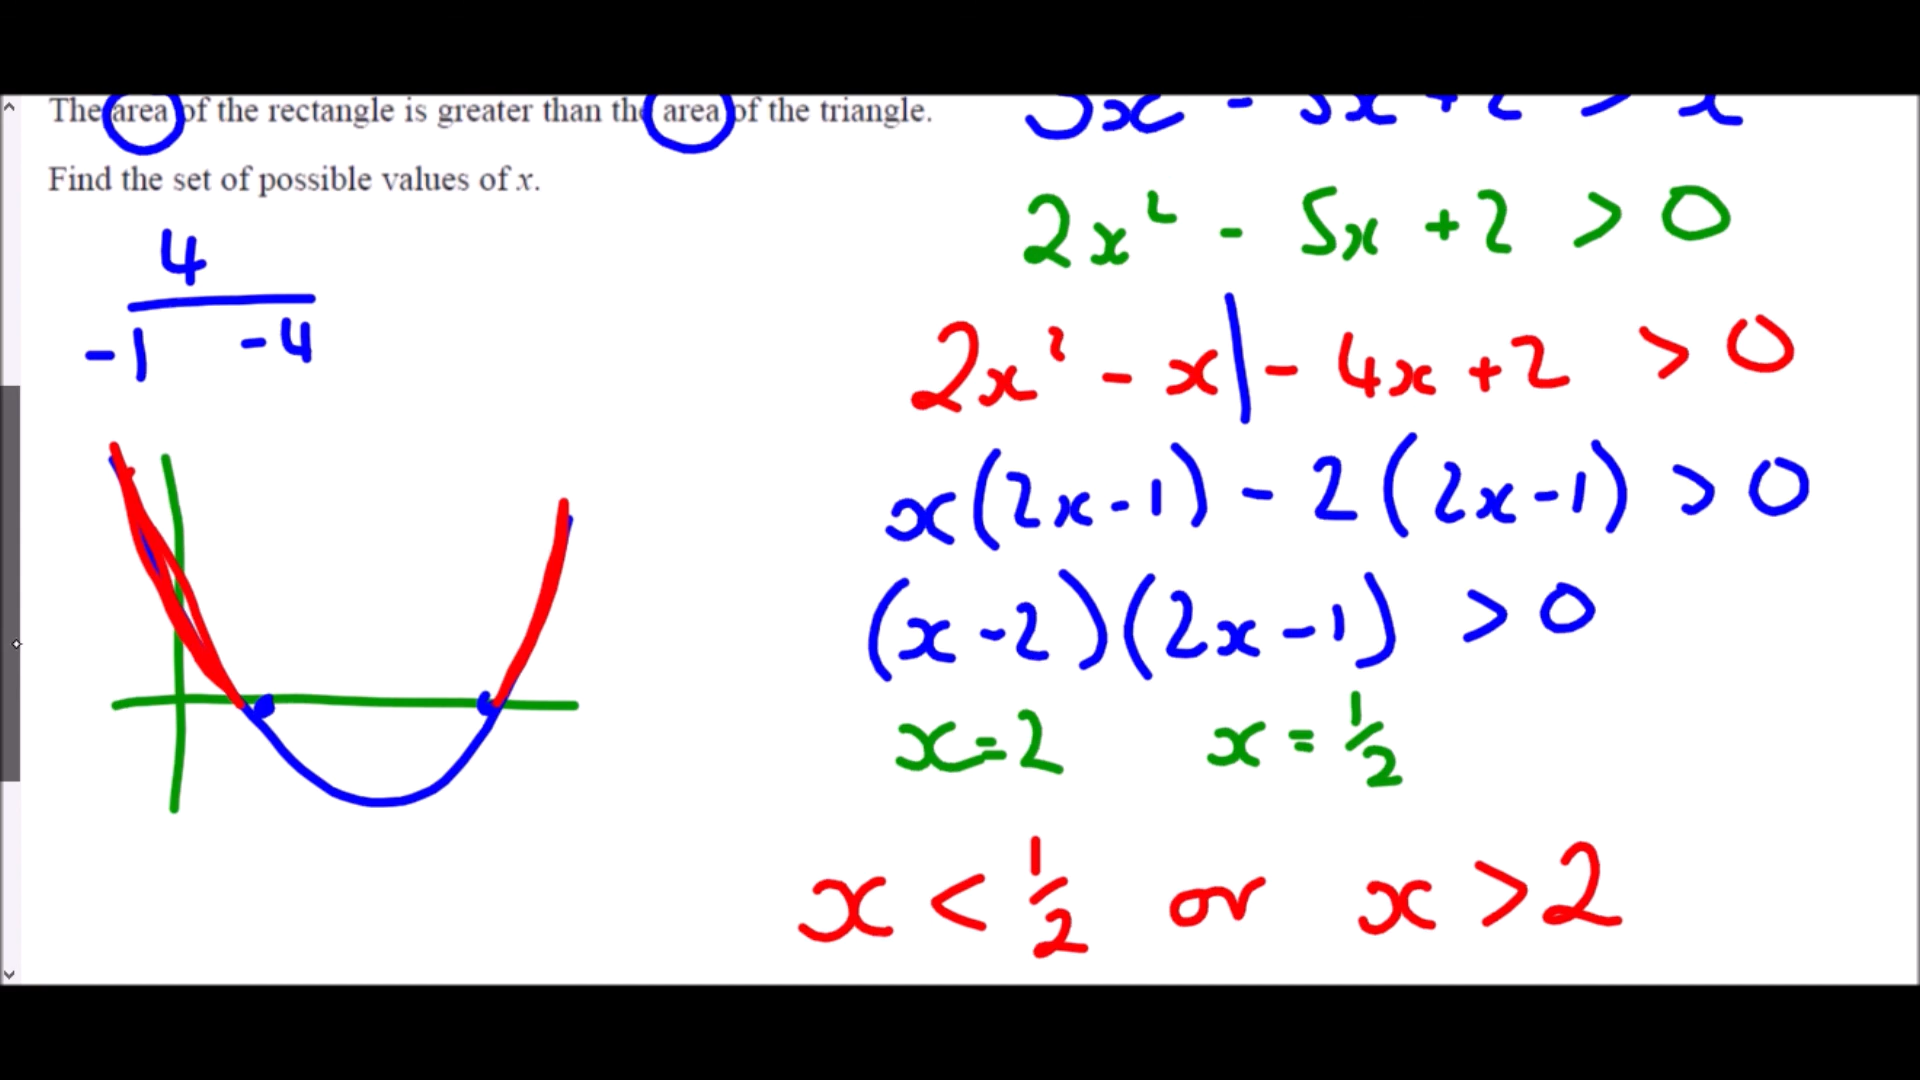 The area of the rectangle is greater than the area of the triangle.
Find the set of possible values of x.
4
-1 -4
2x² - 5x + 2 > 0
2x² - x | - 4x + 2 > 0
x(2x-1) - 2(2x-1) > 0
(x-2)(2x-1) > 0
x=2 x=1/2
x < 1/2 or x > 2